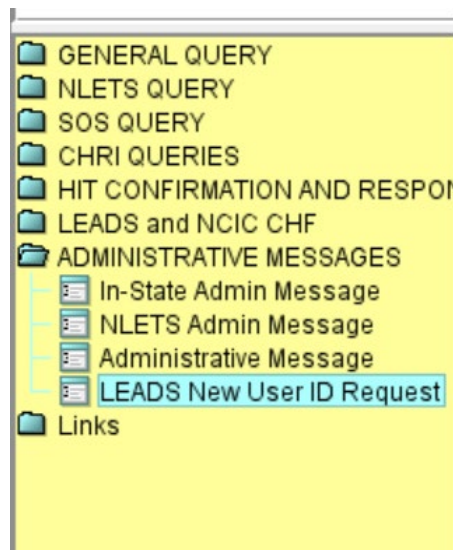 GENERAL QUERY
NLETS QUERY
SOS QUERY
CHRI QUERIES
HIT CONFIRMATION AND
LEADS and NCIC CHF
ADMINISTRATIVE MESSAGES
In-State Admin Message
NLETS Admin Message
Administrative Message
LEADS New User ID Request
Links